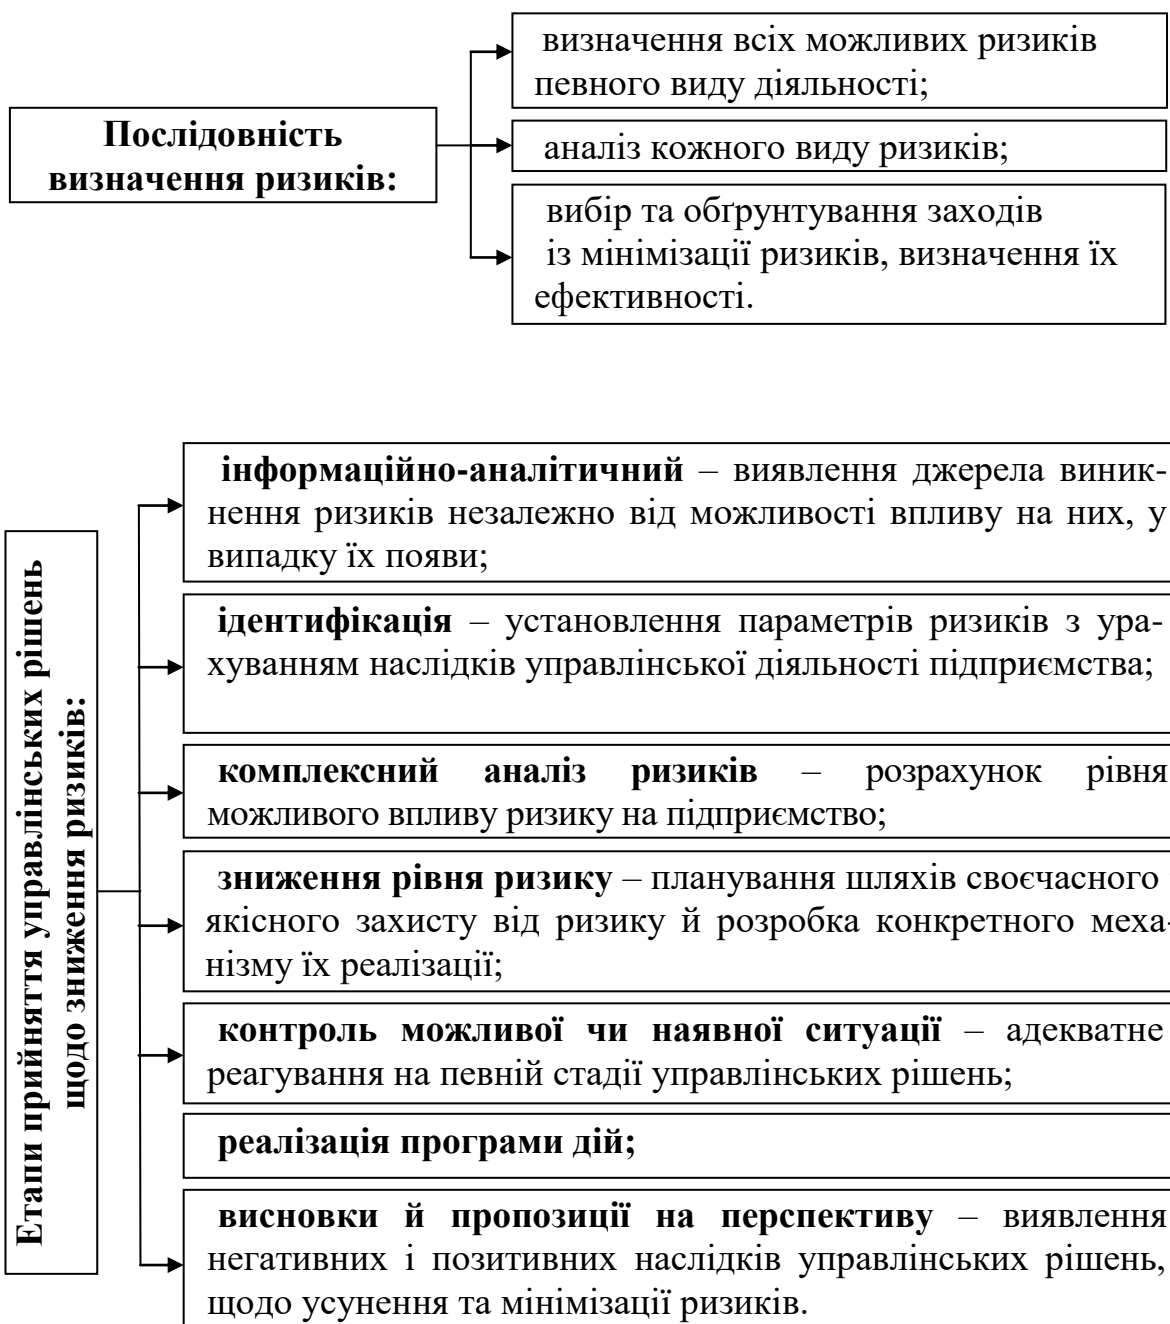 Послідовність
визначення ризиків:
визначення всіх можливих ризиків
певного виду діяльності;
аналіз кожного виду ризиків;
вибір та обґрунтування заходів
із мінімізації ризиків, визначення їх
ефективності.
Етапи прийняття управлінських рішень
щодо зниження ризиків:
інформаційно-аналітичний – виявлення джерела виник-
нення ризиків незалежно від можливості впливу на них, у
випадку їх появи;
ідентифікація – установлення параметрів ризиків з ура-
хуванням наслідків управлінської діяльності підприємства;
комплексний аналіз ризиків – розрахунок рівня
можливого впливу ризику на підприємство;
зниження рівня ризику – планування шляхів своєчасного
якісного захисту від ризику й розробка конкретного меха-
нізму їх реалізації;
контроль можливої чи наявної ситуації – адекватне
реагування на певній стадії управлінських рішень;
реалізація програми дій;
висновки й пропозиції на перспективу – виявлення
негативних і позитивних наслідків управлінських рішень,
щодо усунення та мінімізації ризиків.